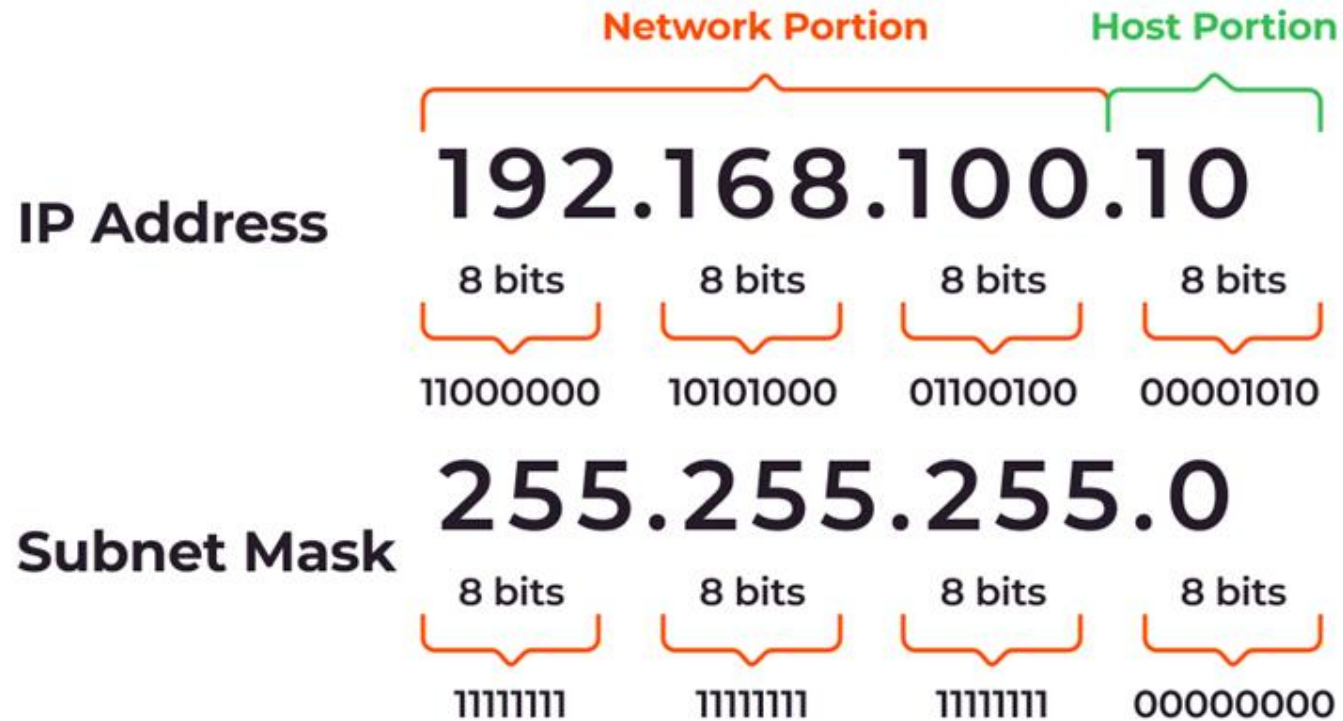 Network Portion Host Portion
IP Address 192.168.100.10
8 bits 8 bits 8 bits 8 bits
11000000 10101000 01100100 00001010
Subnet Mask 255.255.255.0
8 bits 8 bits 8 bits 8 bits
11111111 11111111 11111111 00000000